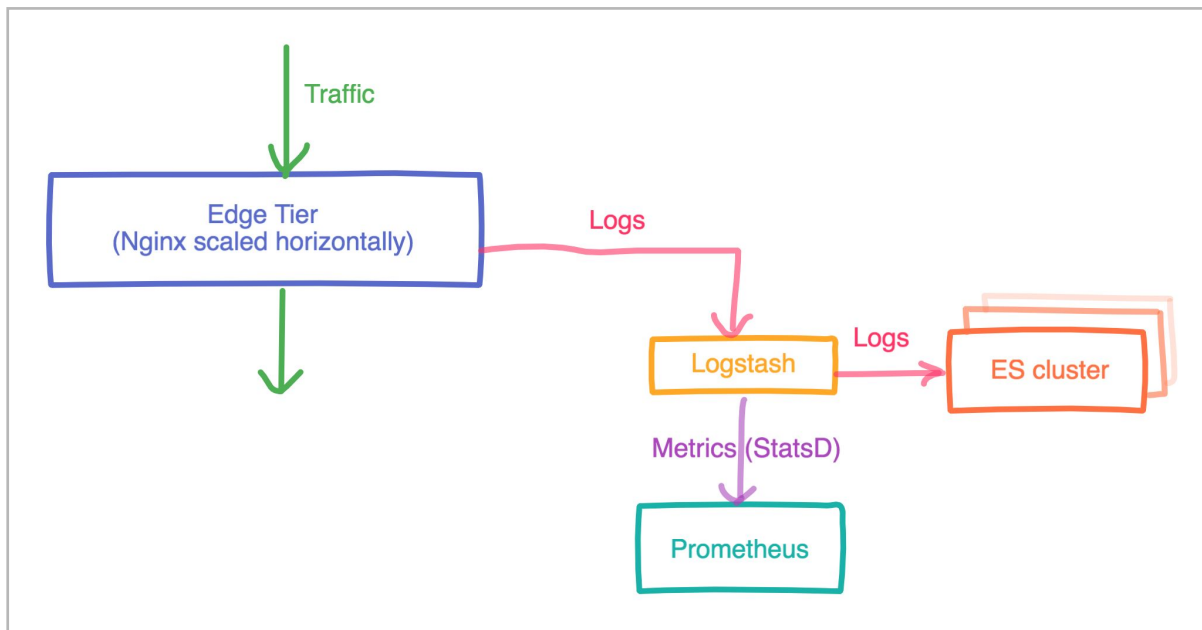 Traffic
Edge Tier
(Nginx scaled horizontally)
Logs
Logstash
Logs
ES cluster
Metrics (StatsD)
Prometheus